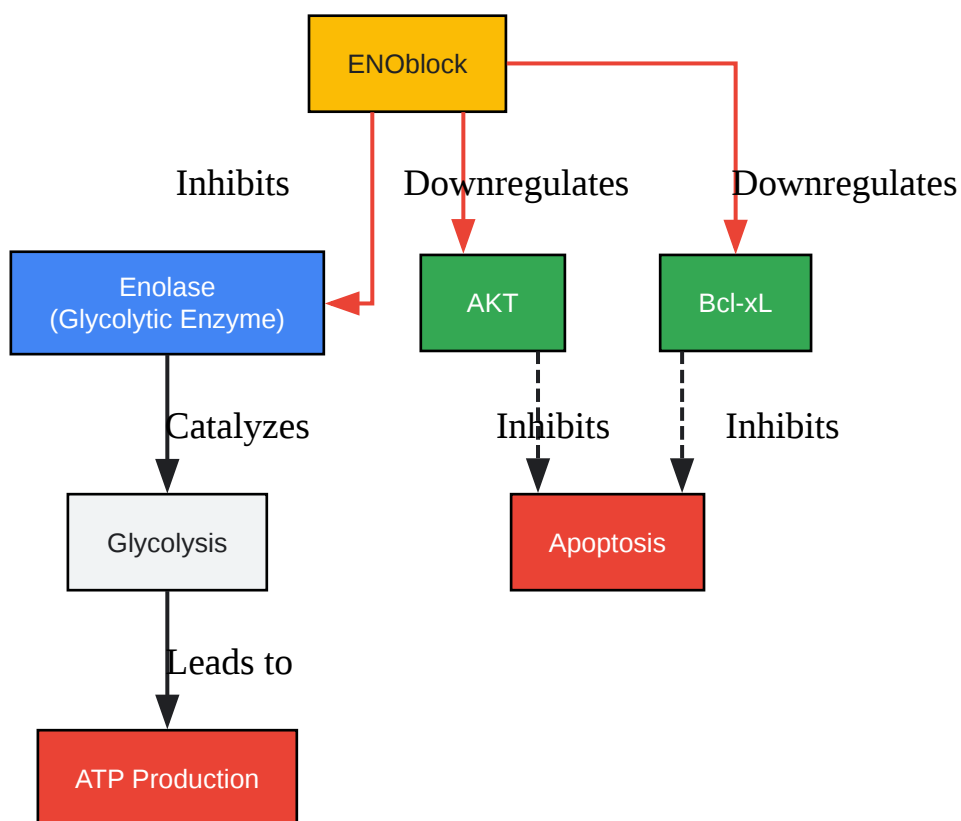 ENOblock
Inhibits
Downregulates
Downregulates
Enolase
(Glycolytic Enzyme)
AKT
Bcl-xL
Catalyzes
Inhibits
Inhibits
Glycolysis
Apoptosis
Leads to
ATP Production